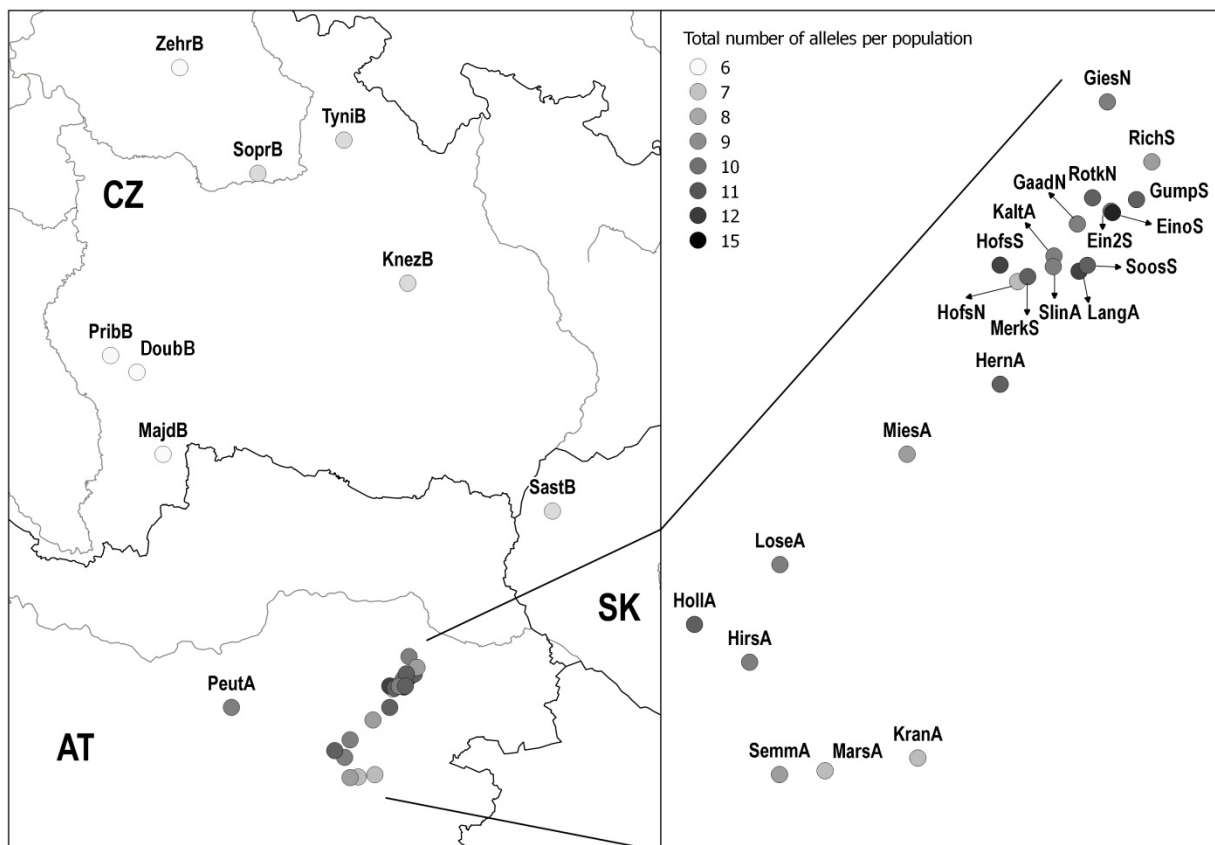 ZehrB
TyniB
SoprB
CZ
KnezB
PribB
DoubB
MajdB
SastB
SK
PeutA
AT
Total number of alleles per population
6
7
8
9
10
11
12
15
GiesN
RichS
RotkN
GaadN
GumpS
KaltA
EinoS
Ein2S
HofsS
SoosS
HofsN
SlinA
LangA
MerkS
HernA
MiesA
LoseA
HollA
HirsA
KranA
SemmA
MarsA